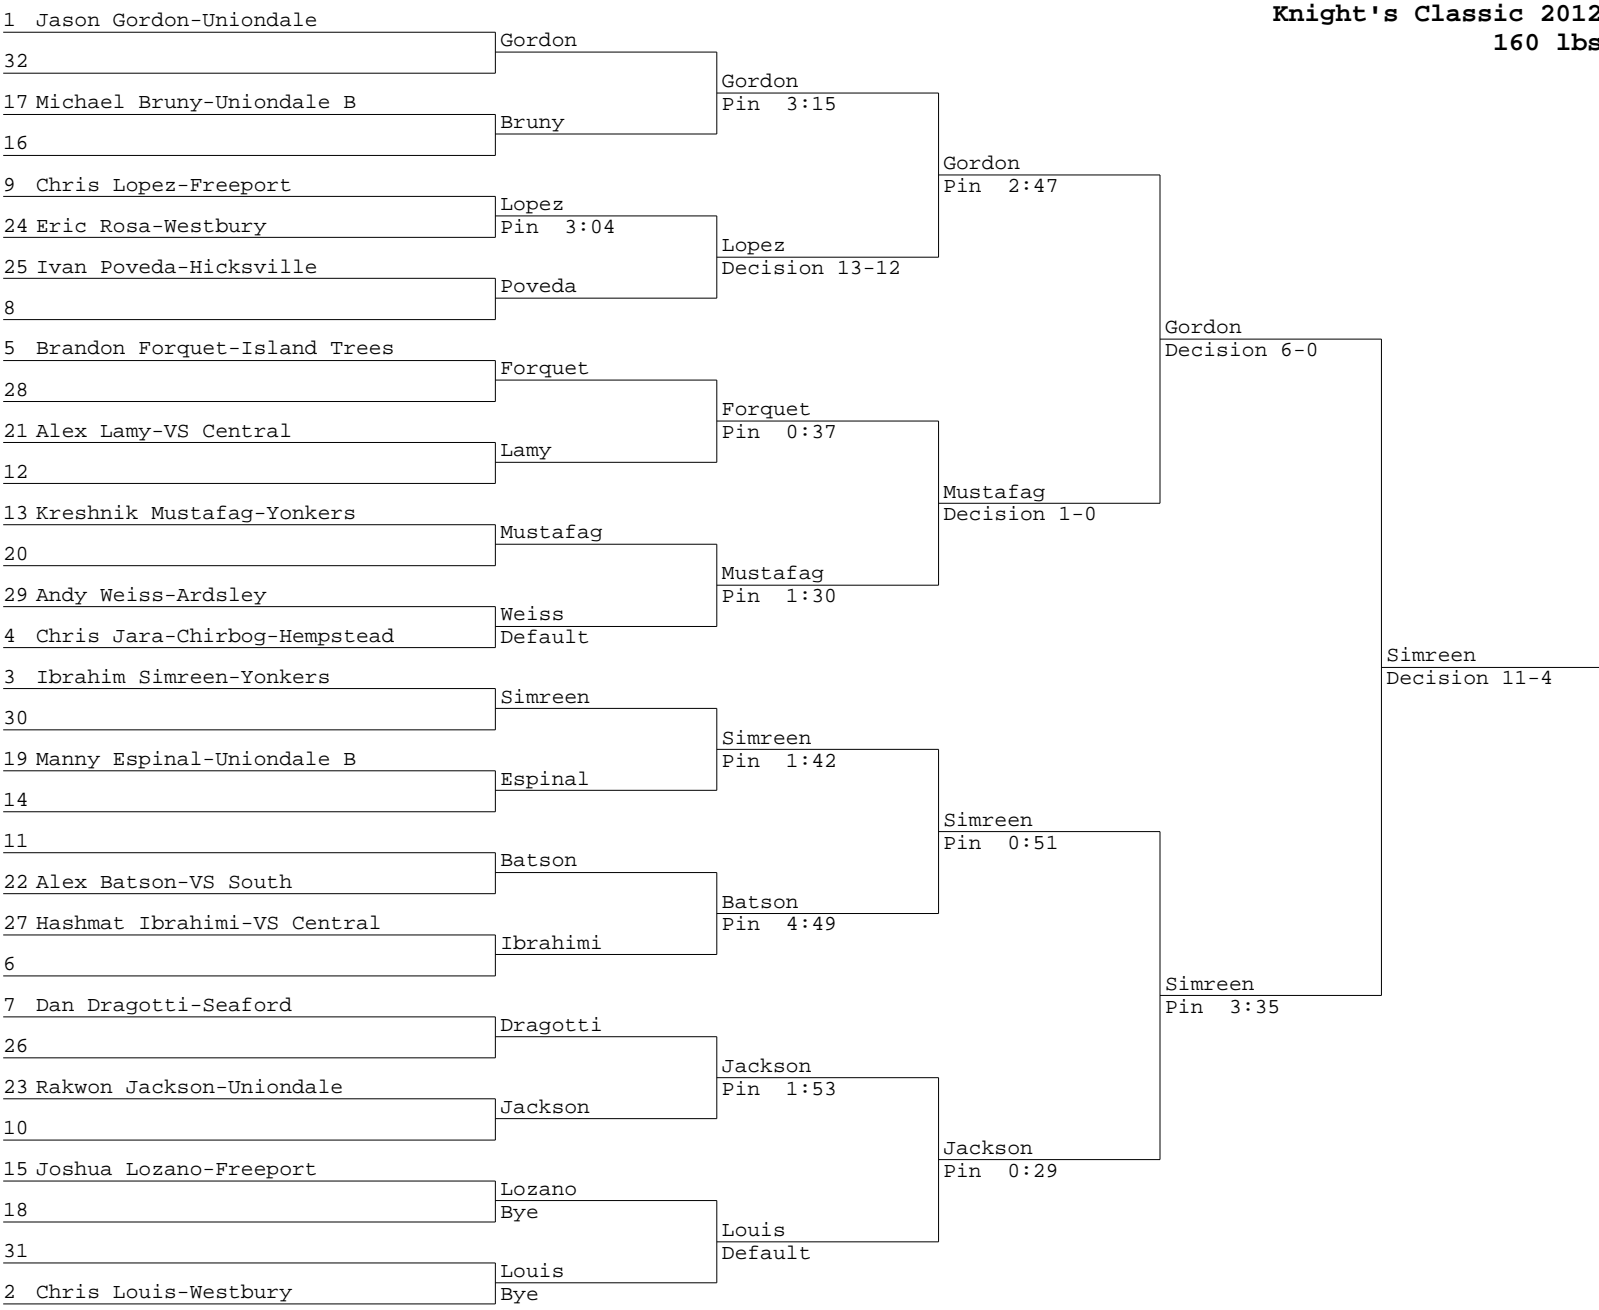 Knight's Classic 2012
160 lbs
1 Jason Gordon-Uniondale
32
17 Michael Bruny-Uniondale B
16
9 Chris Lopez-Freeport
24 Eric Rosa-Westbury
25 Ivan Poveda-Hicksville
8
5 Brandon Forquet-Island Trees
28
21 Alex Lamy-VS Central
12
13 Kreshnik Mustafag-Yonkers
20
29 Andy Weiss-Ardsley
4 Chris Jara-Chirbog-Hempstead
3 Ibrahim Simreen-Yonkers
30
19 Manny Espinal-Uniondale B
14
11
22 Alex Batson-VS South
27 Hashmat Ibrahimi-VS Central
6
7 Dan Dragotti-Seaford
26
23 Rakwon Jackson-Uniondale
10
15 Joshua Lozano-Freeport
18
31
2 Chris Louis-Westbury
Gordon
Bruny
Lopez
Pin 3:04
Poveda
Forquet
Lamy
Mustafag
Weiss
Default
Simreen
Espinal
Batson
Ibrahimi
Dragotti
Jackson
Lozano
Bye
Louis
Bye
Gordon
Pin 3:15
Lopez
Decision 13-12
Forquet
Pin 0:37
Mustafag
Pin 1:30
Simreen
Pin 1:42
Batson
Pin 4:49
Jackson
Pin 1:53
Louis
Default
Gordon
Pin 2:47
Mustafag
Decision 1-0
Simreen
Pin 0:51
Jackson
Pin 0:29
Gordon
Decision 6-0
Simreen
Pin 3:35
Simreen
Decision 11-4